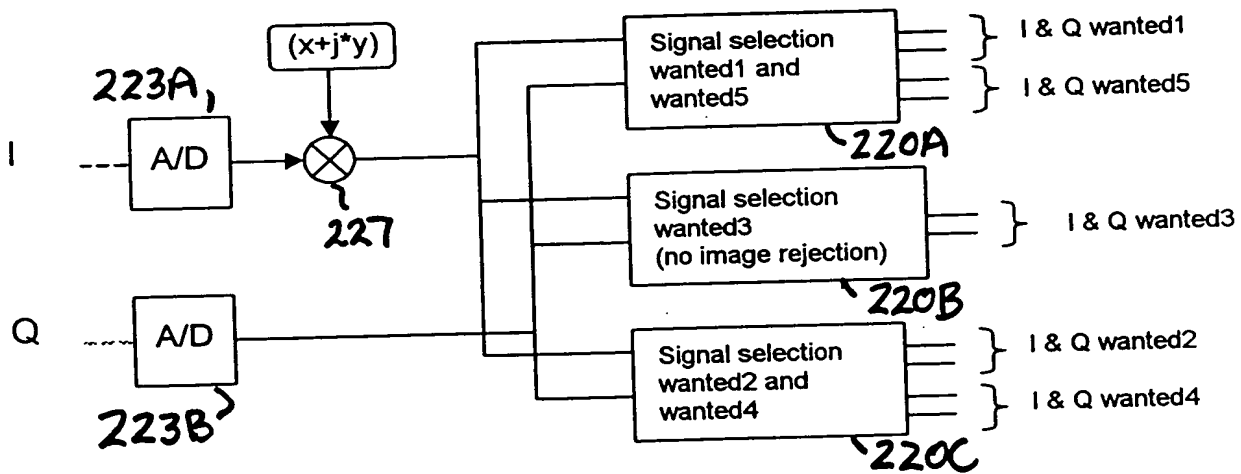 (x+j*y)
223A
I
A/D
227
Q
A/D
223B
Signal selection
wanted1 and
wanted5
220A
I & Q wanted1
I & Q wanted5
Signal selection
wanted3
(no image rejection)
220B
I & Q wanted3
Signal selection
wanted2 and
wanted4
220C
I & Q wanted2
I & Q wanted4